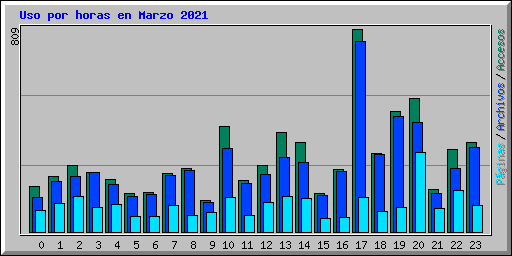 Uso por horas en Marzo 2021
809
Páginas / Archivos / Accesos
0 1 2 3 4 5 6 7 8 9 10 11 12 13 14 15 16 17 18 19 20 21 22 23